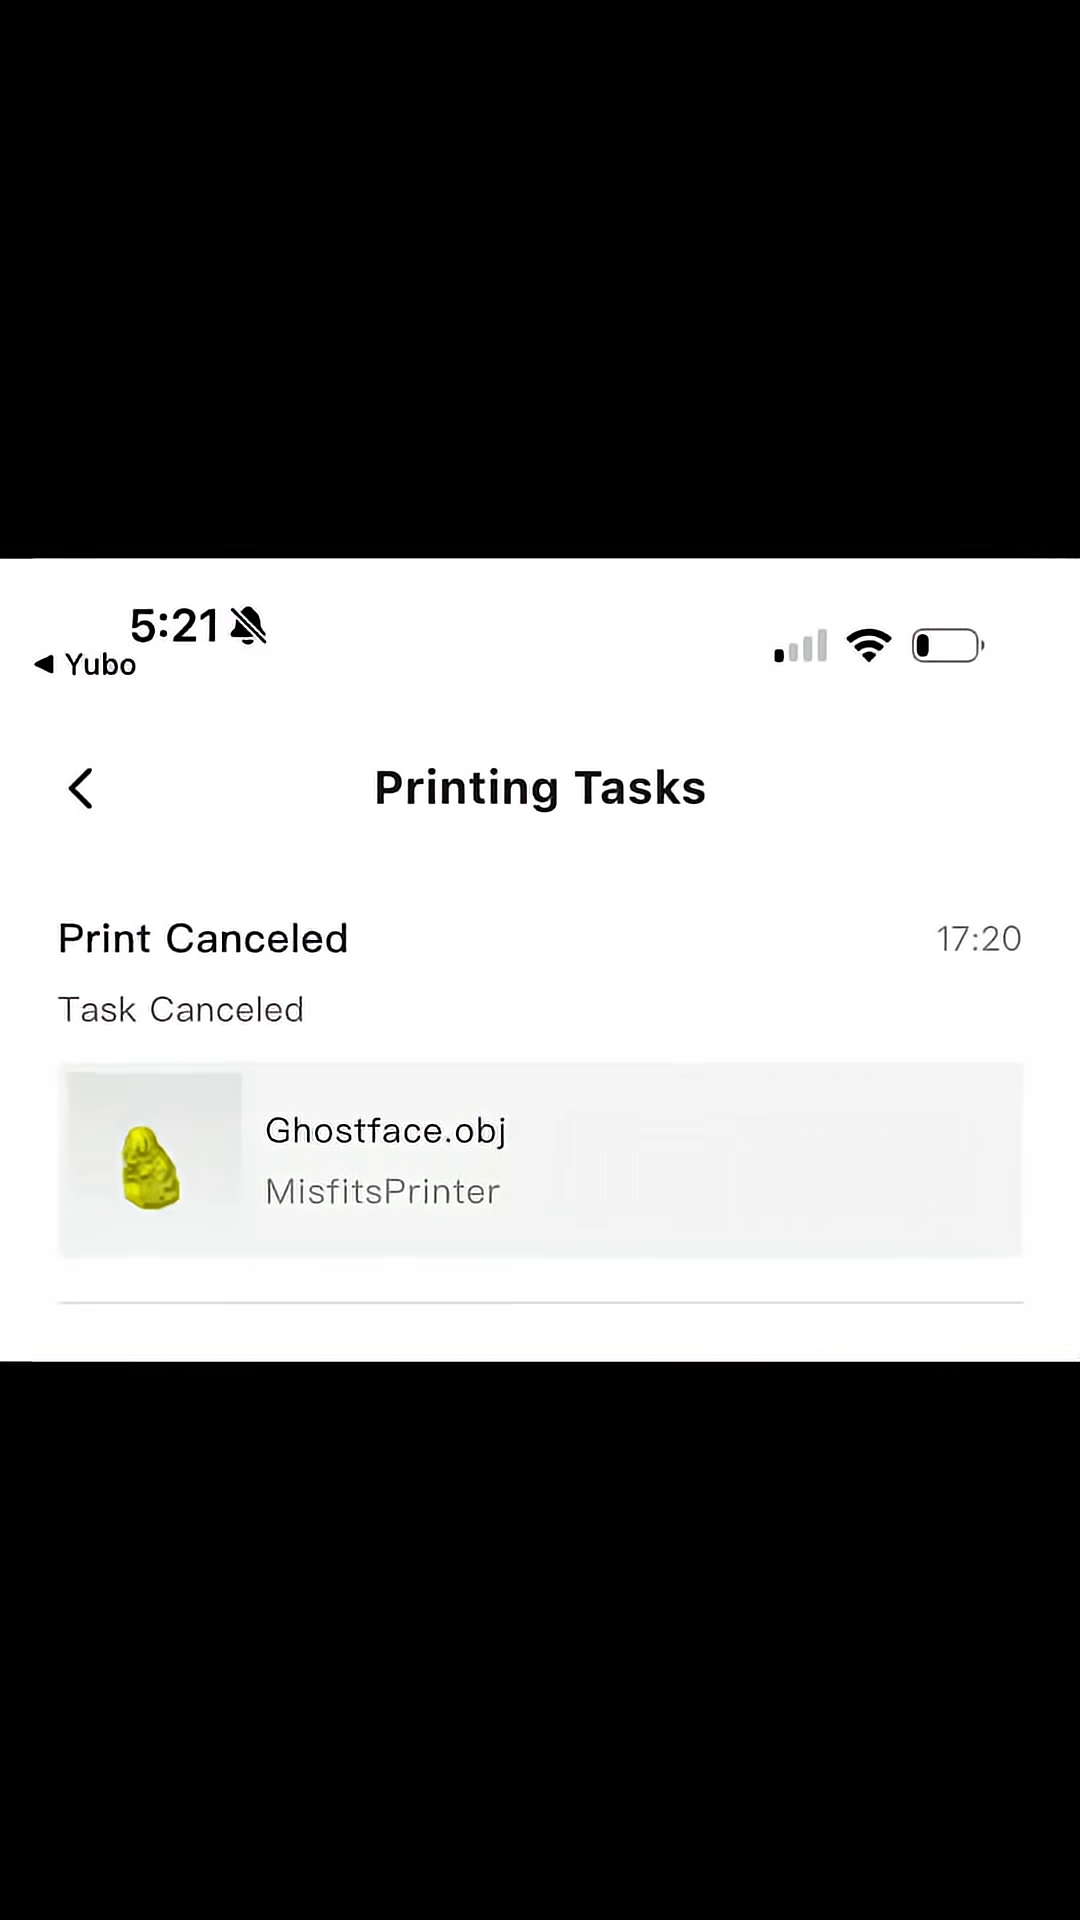 5:21
◀ Yubo
Printing Tasks
Print Canceled
17:20
Task Canceled
Ghostface.obj
MisfitsPrinter